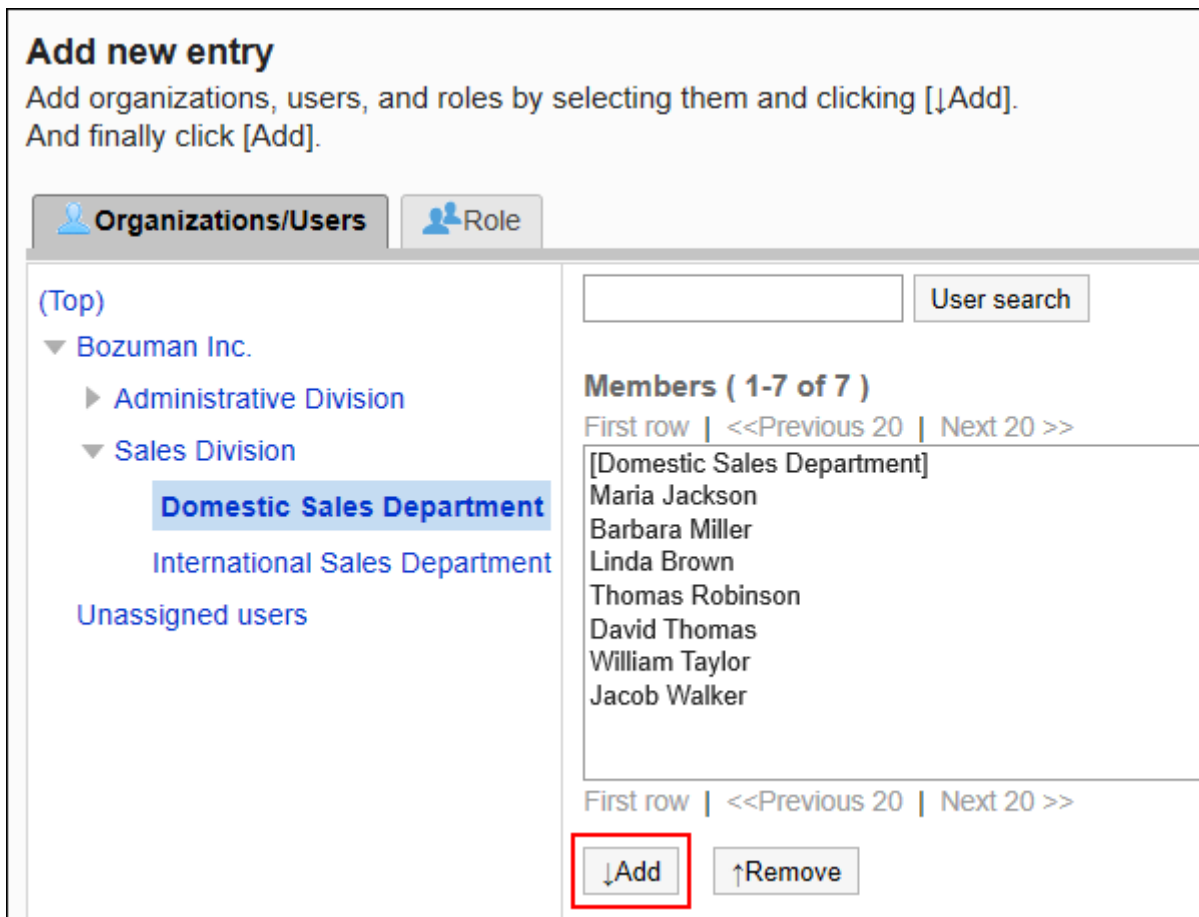 Add new entry
Add organizations, users, and roles by selecting them and clicking [↓Add].
And finally click [Add].
Organizations/Users
Role
(Top)
Bozuman Inc.
Administrative Division
Sales Division
Domestic Sales Department
International Sales Department
Unassigned users
User search
Members ( 1-7 of 7 )
First row | <<Previous 20 | Next 20 >>
[Domestic Sales Department]
Maria Jackson
Barbara Miller
Linda Brown
Thomas Robinson
David Thomas
William Taylor
Jacob Walker
First row | <<Previous 20 | Next 20 >>
↓Add
↑Remove